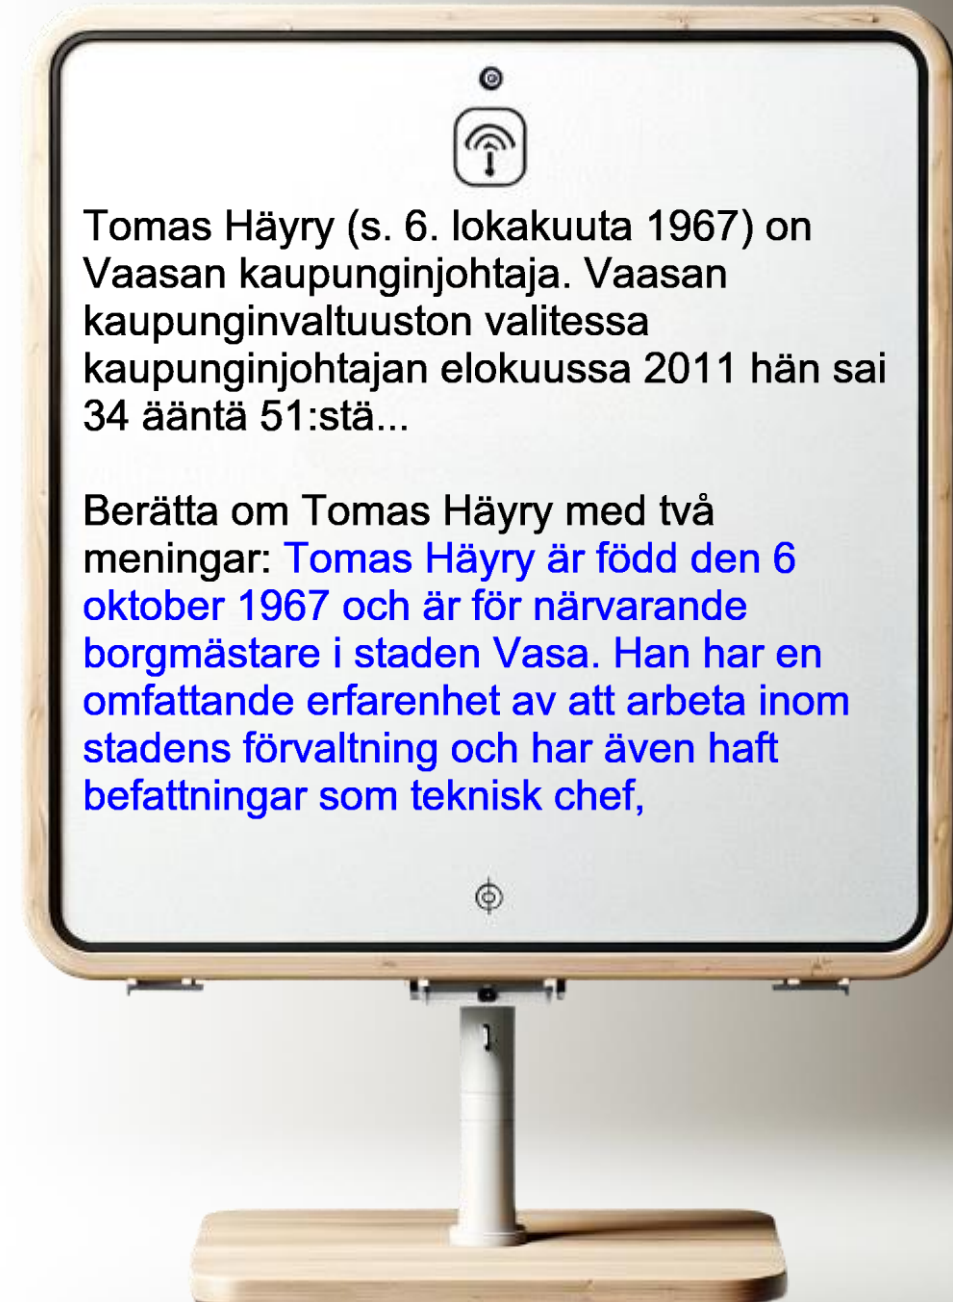 Tomas Häyry (s. 6. lokakuuta 1967) on
Vaasan kaupunginjohtaja. Vaasan
kaupunginvaltuuston valitessa
kaupunginjohtajan elokuussa 2011 hän sai
34 ääntä 51:stä...
Berätta om Tomas Häyry med två
meningar: Tomas Häyry är född den 6
oktober 1967 och är för närvarande
borgmästare i staden Vasa. Han har en
omfattande erfarenhet av att arbeta inom
stadens förvaltning och har även haft
befattningar som teknisk chef,